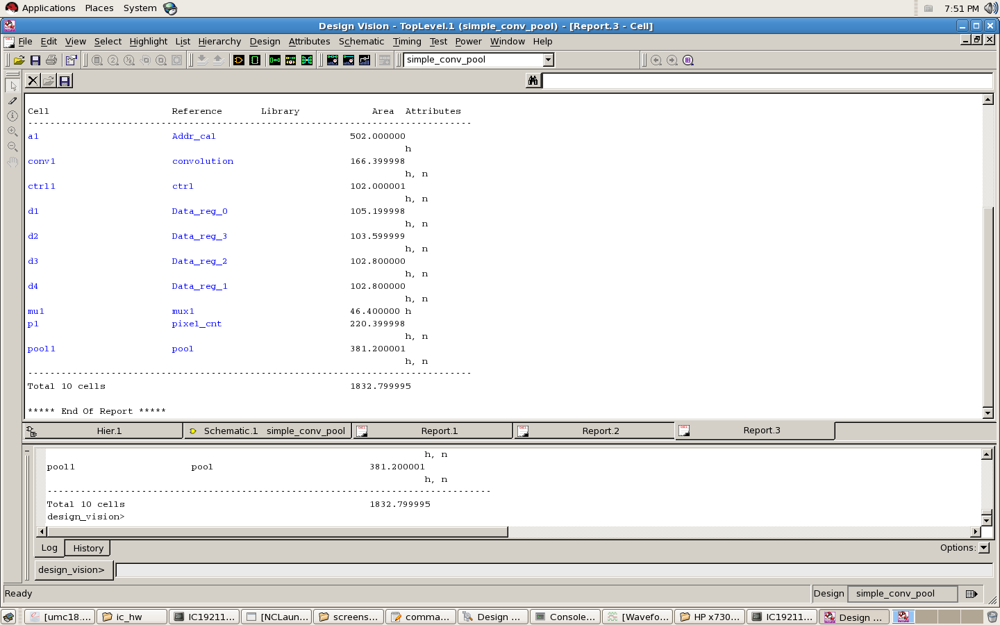 Applications Places System 7:51 PM
Design Vision - TopLevel.1 (simple_conv_pool) - [Report.3 - Cell]
File Edit View Select Highlight List Hierarchy Design Attributes Schematic Timing Test Power Window Help
simple_conv_pool
Cell Reference Library Area Attributes
--------------------------------------------------------------------------------
a1 Addr_cal 502.000000
h
conv1 convolution 166.399998
h, n
ctrl1 ctrl 102.000001
h, n
d1 Data_reg_0 105.199998
h, n
d2 Data_reg_3 103.599999
h, n
d3 Data_reg_2 102.800000
h, n
d4 Data_reg_1 102.800000
h, n
mu1 mux1 46.400000 h
p1 pixel_cnt 220.399998
h, n
pool1 pool 381.200001
h, n
--------------------------------------------------------------------------------
Total 10 cells 1832.799995
***** End Of Report *****
Hier.1 Schematic.1 simple_conv_pool Report.1 Report.2 Report.3
h, n
pool1 pool 381.200001
h, n
--------------------------------------------------------------------------------
Total 10 cells 1832.799995
design_vision>
Log History Options:
design_vision>
Ready Design simple_conv_pool
[umc18.... ic_hw IC19211... [NCLaun... screens... comma... Design ... Console... [Wavefo... HP x730... IC19211... Design ...